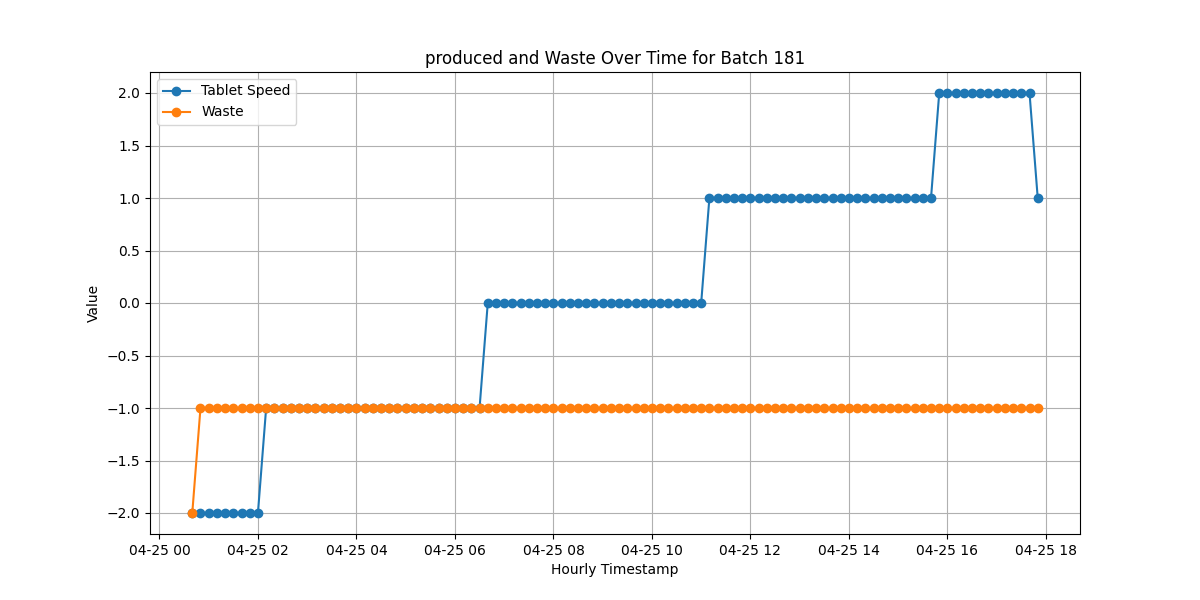 produced and Waste Over Time for Batch 181
Tablet Speed
Waste
2.0
1.5
1.0
0.5
0.0
−0.5
−1.0
−1.5
−2.0
Value
04-25 00 04-25 02 04-25 04 04-25 06 04-25 08 04-25 10 04-25 12 04-25 14 04-25 16 04-25 18
Hourly Timestamp